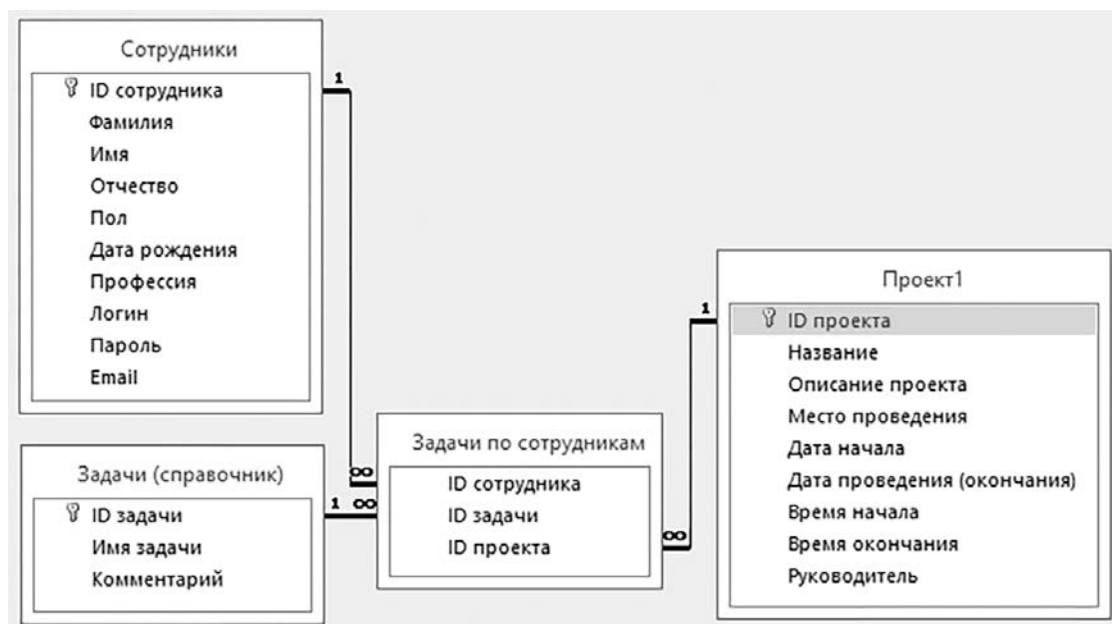 Сотрудники
ID сотрудника
Фамилия
Имя
Отчество
Пол
Дата рождения
Профессия
Логин
Пароль
Email
1
∞
Задачи (справочник)
ID задачи
Имя задачи
Комментарий
1 ∞
Задачи по сотрудникам
ID сотрудника
ID задачи
ID проекта
∞
1
Проект1
ID проекта
Название
Описание проекта
Место проведения
Дата начала
Дата проведения (окончания)
Время начала
Время окончания
Руководитель